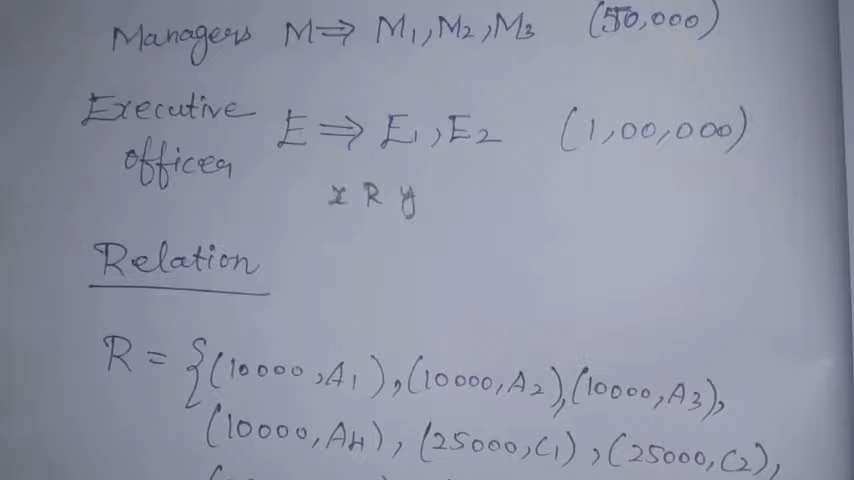 Managers M ⇒ M1, M2, M3 (50,000)
Executive officer E ⇒ E1, E2 (1,00,000)
x R y
Relation
R = {(10000, A1), (10000, A2), (10000, A3),
(10000, A4), (25000, C1), (25000, C2),